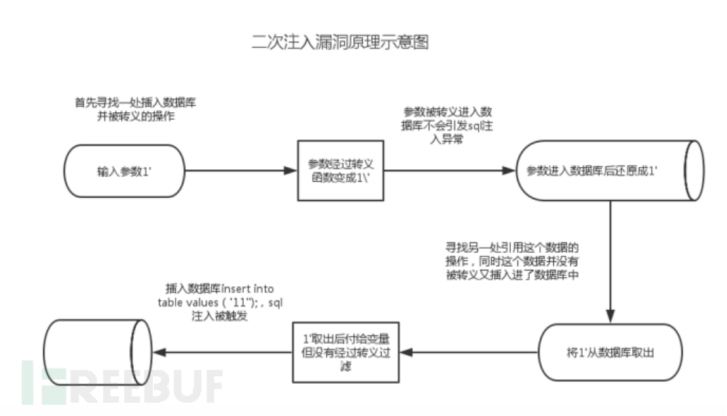 二次注入漏洞原理示意图
首先寻找一处插入数据库
并被转义的操作
输入参数1'
参数经过转义
函数变成1\'
参数被转义进入数
据库不会引发sql注
入异常
参数进入数据库后还原成1'
寻找另一处引用这个数据的
操作，同时这个数据并没有
被转义又插入进了数据库中
将1'从数据库取出
1'取出后付给变量
但没有经过转义过
滤
插入数据库insert into
table values（'11''); , sql
注入被触发
FREEBUF